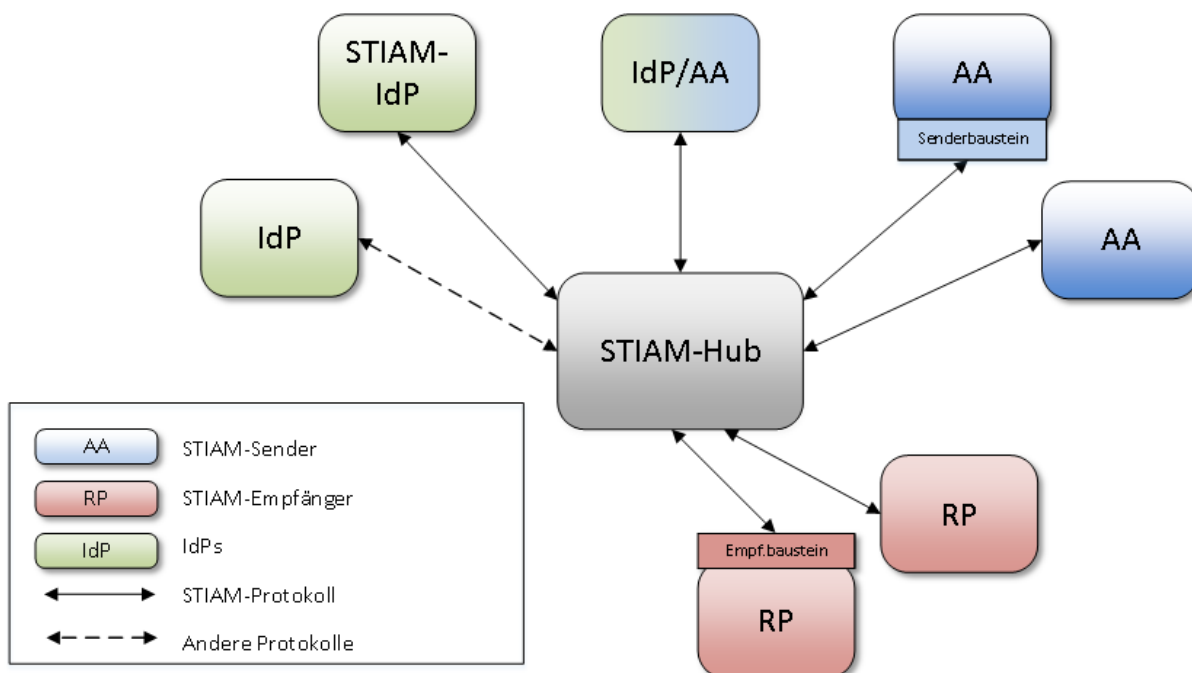 STIAM-
IdP
IdP/AA
AA
Senderbaustein
IdP
AA
STIAM-Hub
AA STIAM-Sender
RP STIAM-Empfänger
IdP IdPs
STIAM-Protokoll
Andere Protokolle
RP
Empf.baustein
RP